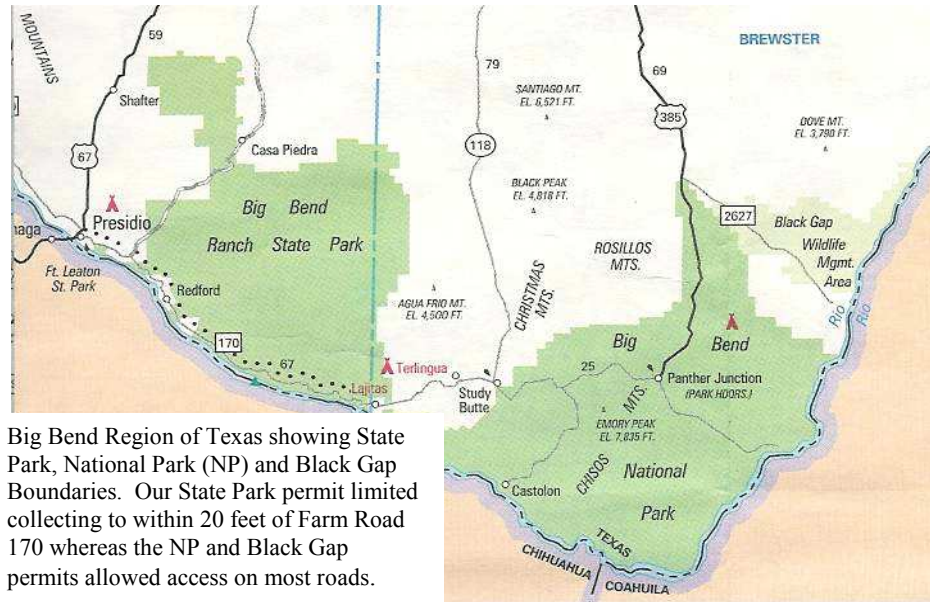 59
MOUNTAINS
Shafter
79
69
BREWSTER
SANTIAGO MT.
EL. 6,521 FT.
385
DOVE MT.
EL. 3,790 FT.
67
Casa Piedra
118
BLACK PEAK
EL. 4,818 FT.
2627
Black Gap
Wildlife
Mgmt.
Area
Presidio
Big Bend
Ranch State Park
ROSILLOS
MTS.
Ft. Leaton
St. Park
Redford
AGUA FRIO MT.
EL. 4,500 FT.
CHRISTMAS
MTS.
Rio
Rio
170
67
Big
Bend
Lajitas
Terlingua
Study
Butte
25
Panther Junction
(PARK HDQRS.)
EMORY PEAK
EL. 7,835 FT.
CHISOS
MTS.
National
Park
Castolon
TEXAS
CHIHUAHUA
COAHUILA
Big Bend Region of Texas showing State
Park, National Park (NP) and Black Gap
Boundaries. Our State Park permit limited
collecting to within 20 feet of Farm Road
170 whereas the NP and Black Gap
permits allowed access on most roads.